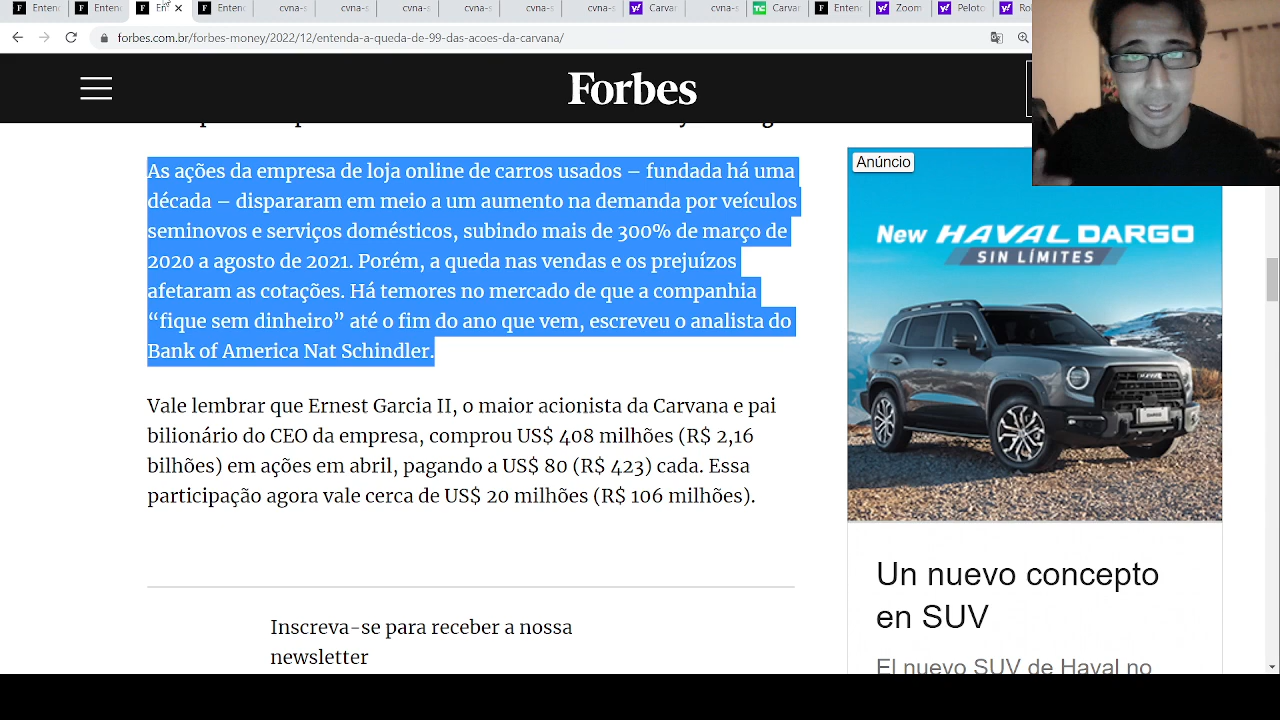 Entend
Entend
En
Entend
cvna-s
cvna-s
cvna-s
cvna-s
cvna-s
cvna-s
Carvar
cvna-s
TC
Carvar
Entend
Zoom
Peloto
forbes.com.br/forbes-money/2022/12/entenda-a-queda-de-99-das-acoes-da-carvana/
Forbes
As ações da empresa de loja online de carros usados – fundada há uma
década – dispararam em meio a um aumento na demanda por veículos
seminovos e serviços domésticos, subindo mais de 300% de março de
2020 a agosto de 2021. Porém, a queda nas vendas e os prejuízos
afetaram as cotações. Há temores no mercado de que a companhia
“fique sem dinheiro” até o fim do ano que vem, escreveu o analista do
Bank of America Nat Schindler.
Vale lembrar que Ernest Garcia II, o maior acionista da Carvana e pai
bilionário do CEO da empresa, comprou US$ 408 milhões (R$ 2,16
bilhões) em ações em abril, pagando a US$ 80 (R$ 423) cada. Essa
participação agora vale cerca de US$ 20 milhões (R$ 106 milhões).
Inscreva-se para receber a nossa
newsletter
Anúncio
New HAVAL DARGO
SIN LÍMITES
HAVAL
DARGO
Un nuevo concepto
en SUV
El nuevo SUV de Haval no